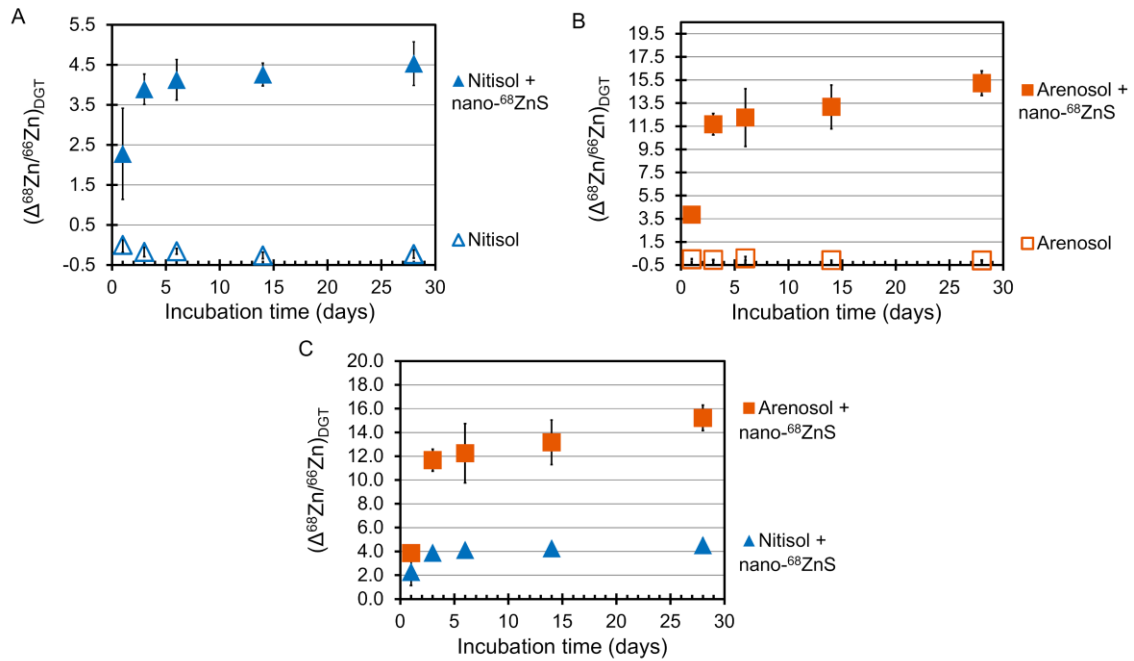 A
(Δ⁶⁸Zn/⁶⁶Zn)DGT
5.5
4.5
3.5
2.5
1.5
0.5
-0.5
0 5 10 15 20 25 30
Incubation time (days)
Nitisol +
nano-⁶⁸ZnS
Nitisol
B
(Δ⁶⁸Zn/⁶⁶Zn)DGT
19.5
17.5
15.5
13.5
11.5
9.5
7.5
5.5
3.5
1.5
-0.5
0 5 10 15 20 25 30
Incubation time (days)
Arenosol +
nano-⁶⁸ZnS
Arenosol
C
(Δ⁶⁸Zn/⁶⁶Zn)DGT
20.0
18.0
16.0
14.0
12.0
10.0
8.0
6.0
4.0
2.0
0.0
0 5 10 15 20 25 30
Incubation time (days)
Arenosol +
nano-⁶⁸ZnS
Nitisol +
nano-⁶⁸ZnS